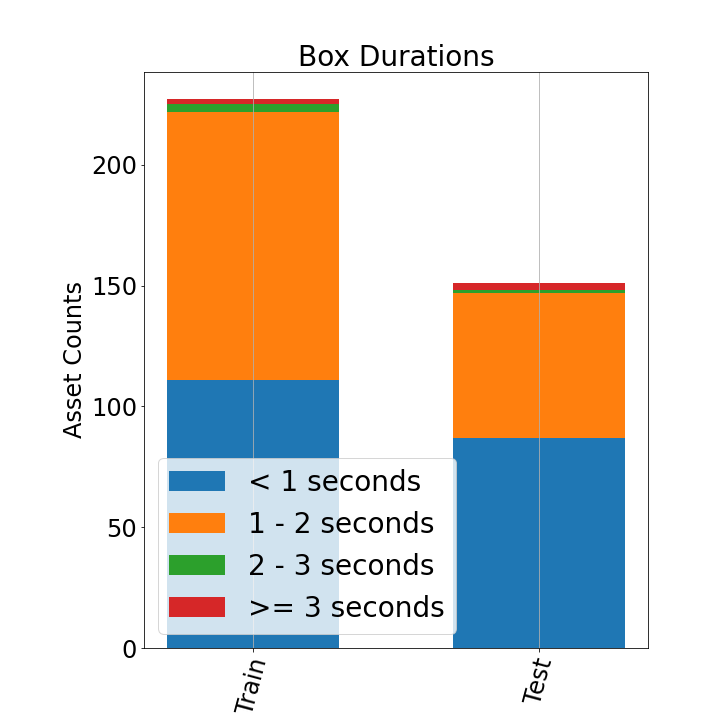 Box Durations
Asset Counts
200
150
100
50
0
< 1 seconds
1 - 2 seconds
2 - 3 seconds
>= 3 seconds
Train
Test